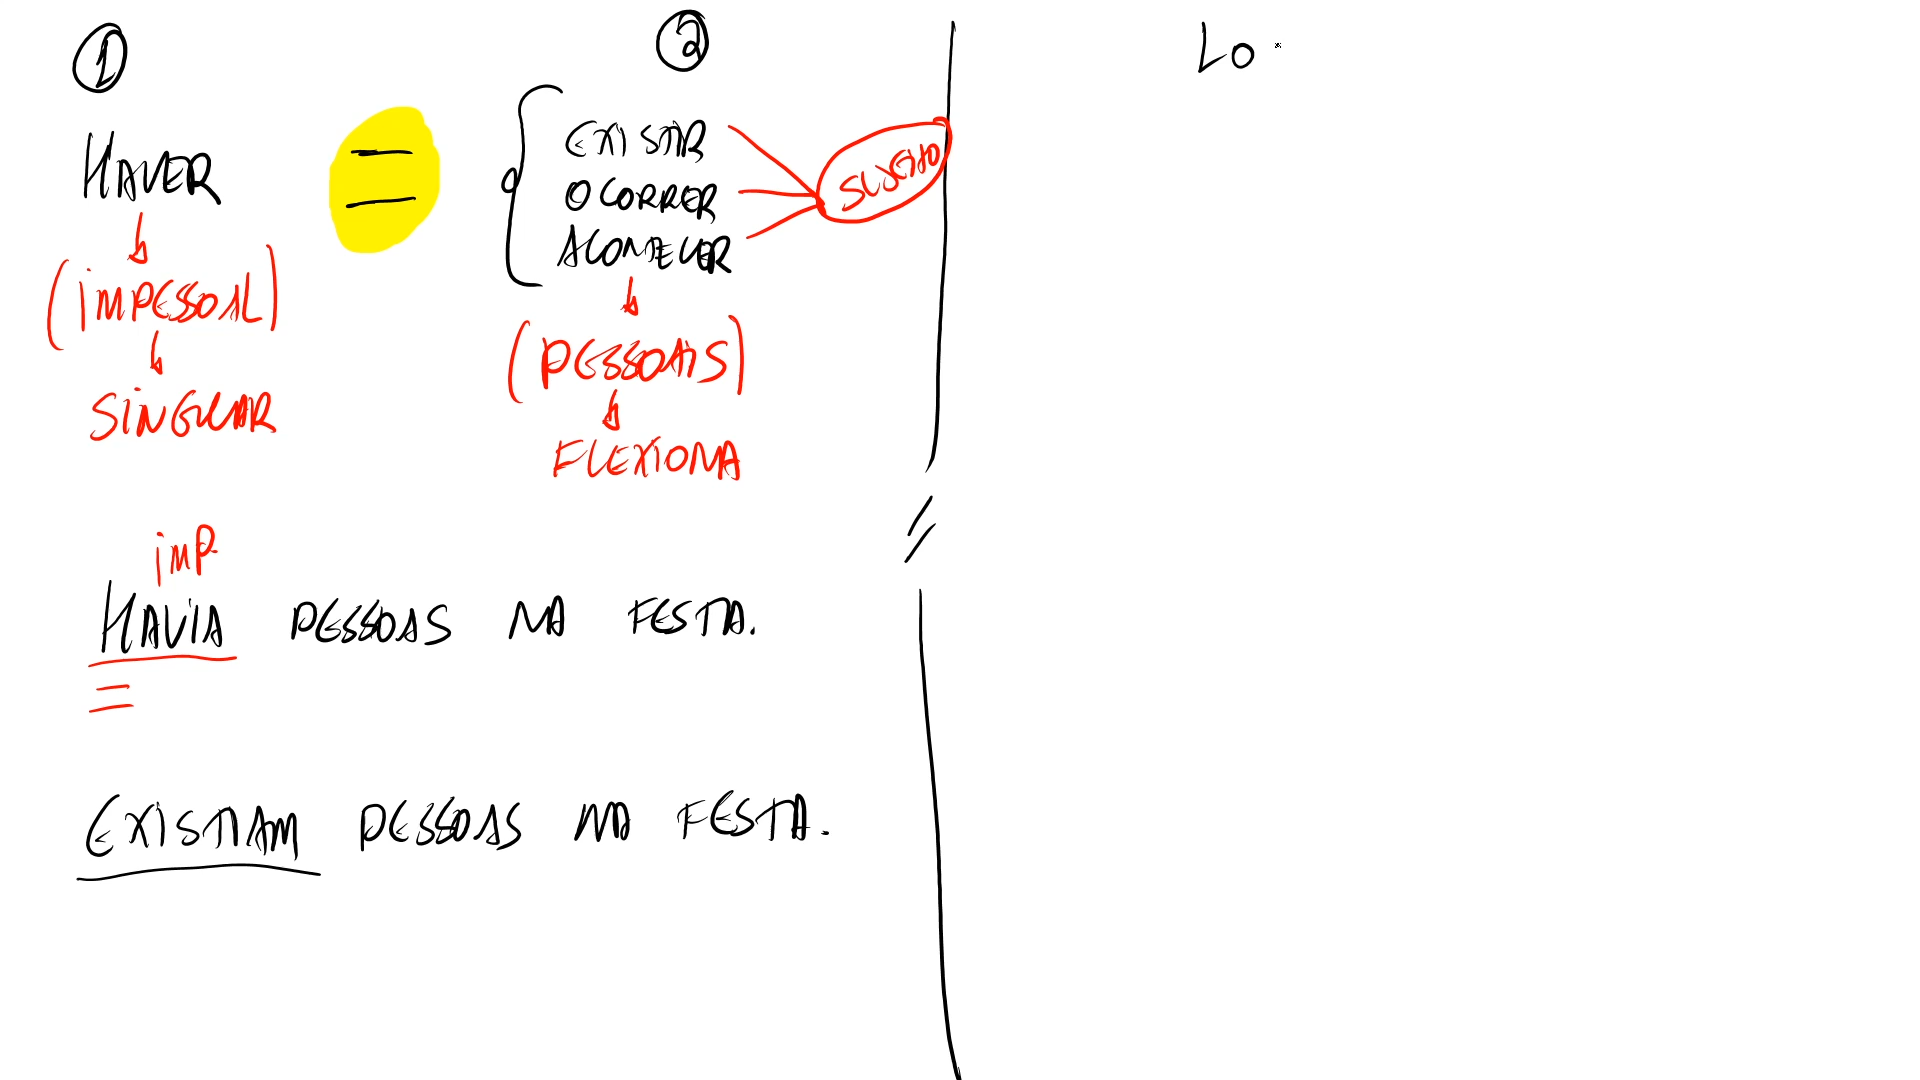 1
HAVER
(IMPESSOAL)
SINGULAR
=
2
EXISTIR
OCORRER
ACONTECER
SUJEITO
(PESSOAIS)
FLEXIONA
IMP.
HAVIA PESSOAS NA FESTA.
=
EXISTIAM PESSOAS NA FESTA.
LO